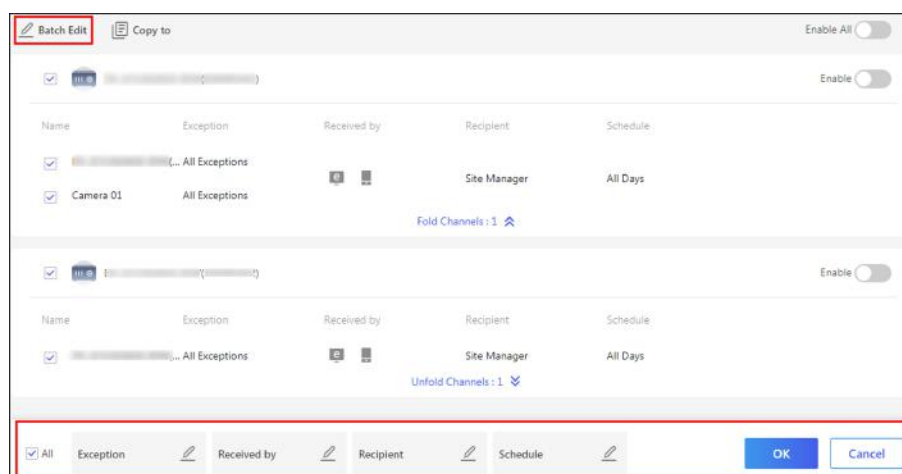 Batch Edit Copy to Enable All
Enable
Name Exception Received by Recipient Schedule
(... All Exceptions
Site Manager All Days
Camera 01 All Exceptions
Fold Channels : 1
Enable
Name Exception Received by Recipient Schedule
... All Exceptions Site Manager All Days
Unfold Channels : 1
All Exception Received by Recipient Schedule OK Cancel